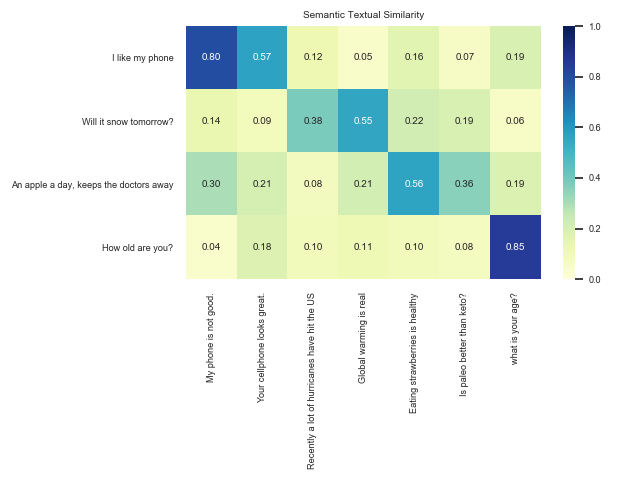 Semantic Textual Similarity
I like my phone 0.80 0.57 0.12 0.05 0.16 0.07 0.19
Will it snow tomorrow? 0.14 0.09 0.38 0.55 0.22 0.19 0.06
An apple a day, keeps the doctors away 0.30 0.21 0.08 0.21 0.56 0.36 0.19
How old are you? 0.04 0.18 0.10 0.11 0.10 0.08 0.85
My phone is not good.
Your cellphone looks great.
Recently a lot of hurricanes have hit the US
Global warming is real
Eating strawberries is healthy
Is paleo better than keto?
what is your age?
1.0
0.8
0.6
0.4
0.2
0.0